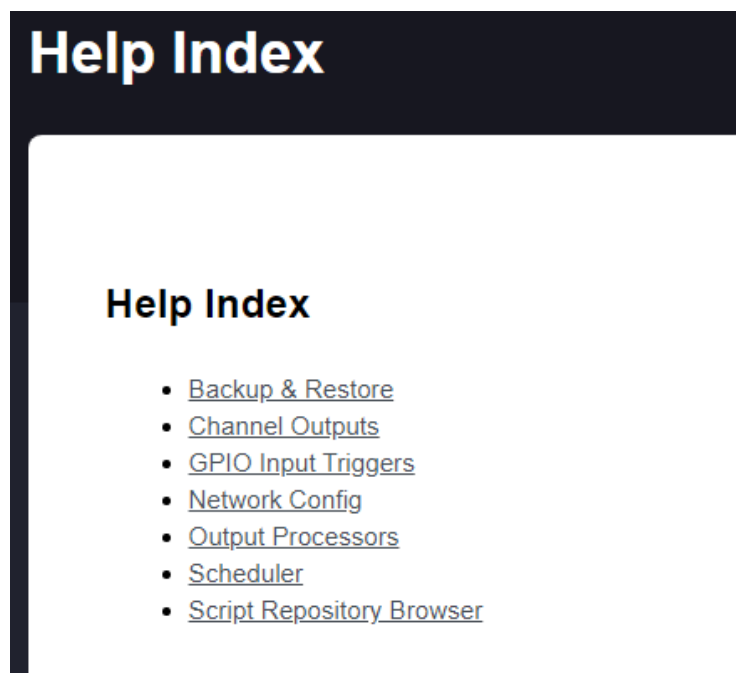 Help Index
Help Index
Backup & Restore
Channel Outputs
GPIO Input Triggers
Network Config
Output Processors
Scheduler
Script Repository Browser